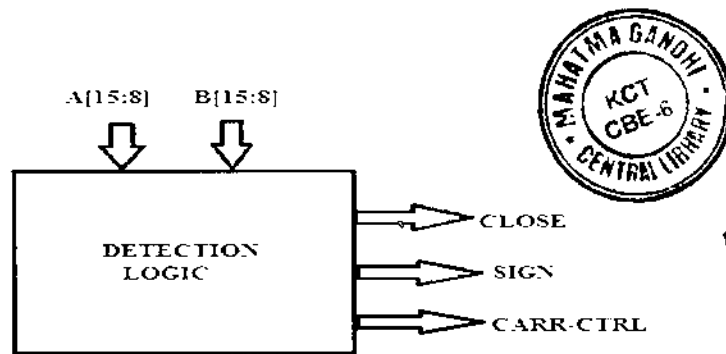 A[15:8] B[15:8]
DETECTION
LOGIC
CLOSE
SIGN
CARR-CTRL
MAHATMA GANDHI
KCT
CBE-6
CENTRAL LIBRARY